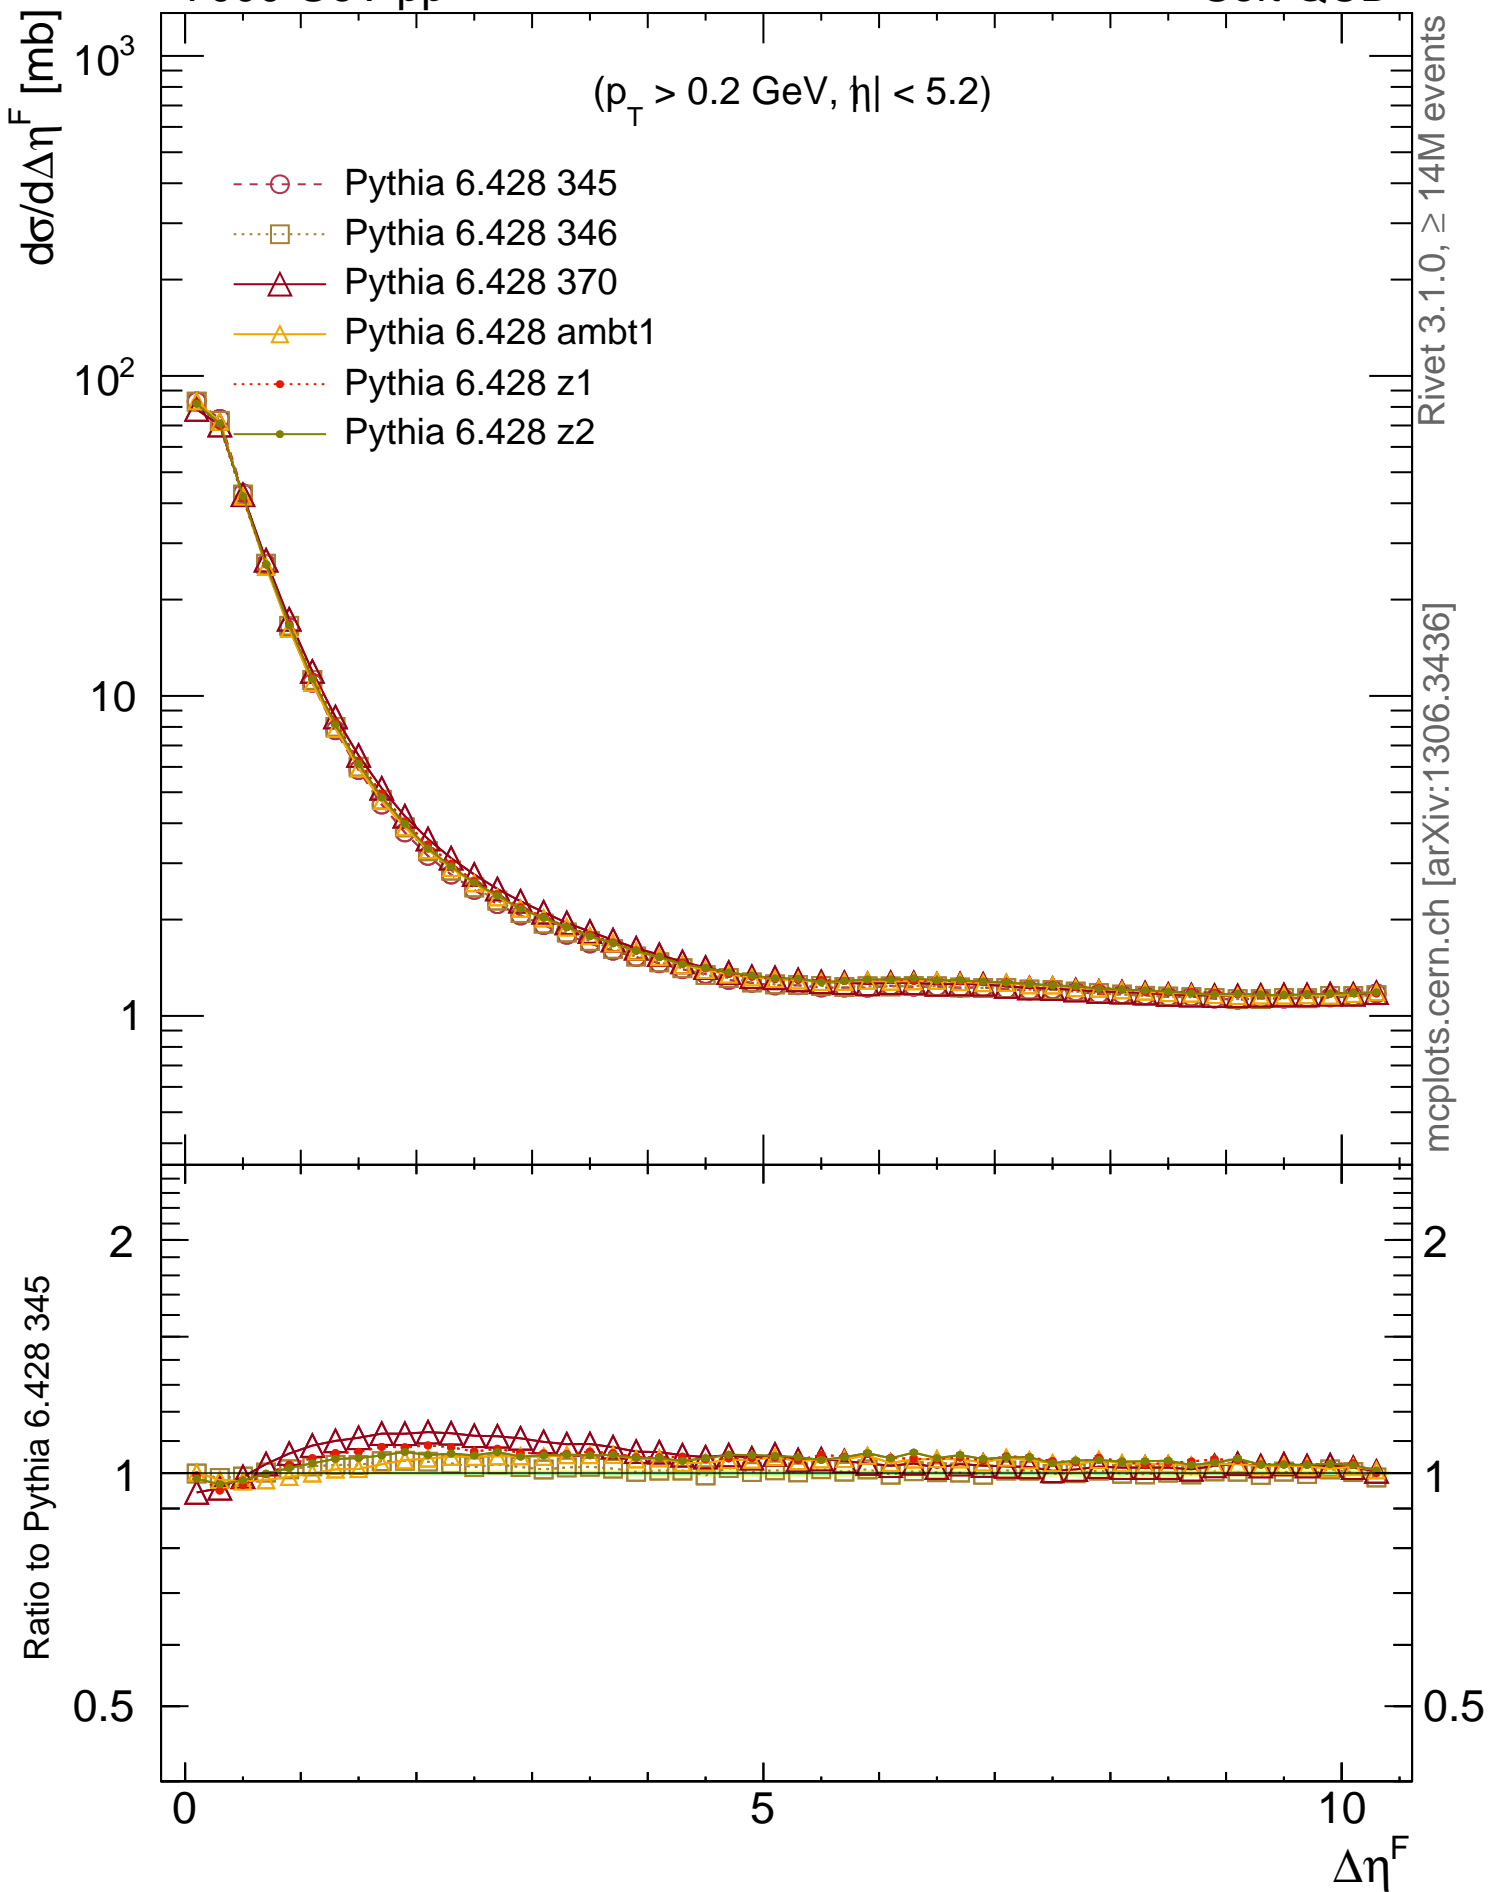 dσ/dΔη^F [mb]
(p_T > 0.2 GeV, |η| < 5.2)
Pythia 6.428 345
Pythia 6.428 346
Pythia 6.428 370
Pythia 6.428 ambt1
Pythia 6.428 z1
Pythia 6.428 z2
10^3
10^2
10
1
Rivet 3.1.0, ≥ 14M events
mcplots.cern.ch [arXiv:1306.3436]
Ratio to Pythia 6.428 345
2
1
0.5
2
1
0.5
0
5
10
Δη^F